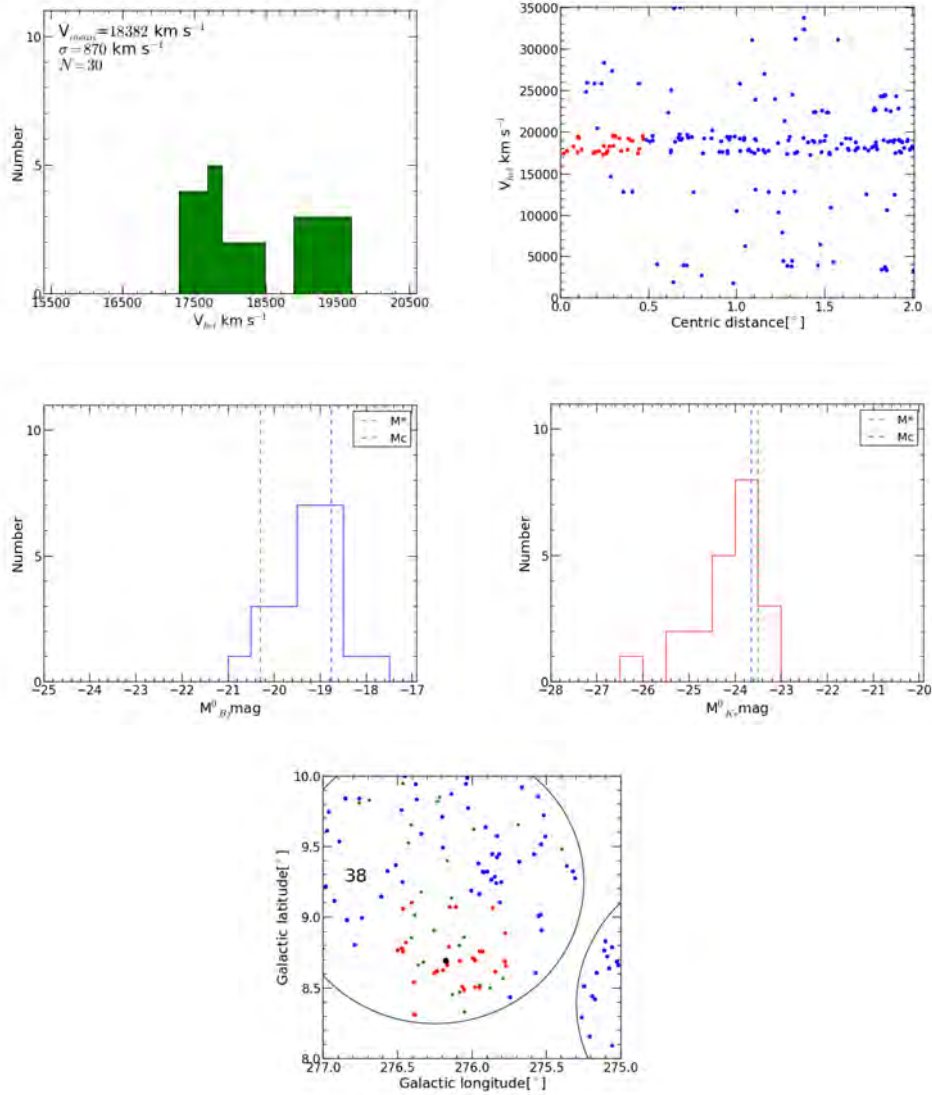 V_mean=18382 km s⁻¹
σ=870 km s⁻¹
N=30
10
5
0
Number
15500 16500 17500 18500 19500 20500
V_hel km s⁻¹
35000
30000
25000
20000
15000
10000
5000
0
V_hel km s⁻¹
0.0 0.5 1.0 1.5 2.0
Centric distance[°]
M*
Mc
10
5
0
Number
−25 −24 −23 −22 −21 −20 −19 −18 −17
M⁰_BJ mag
M*
Mc
10
5
0
Number
−28 −27 −26 −25 −24 −23 −22 −21 −20
M⁰_Ks mag
10.0
9.5
9.0
8.5
8.0
Galactic latitude[°]
38
277.0 276.5 276.0 275.5 275.0
Galactic longitude[°]